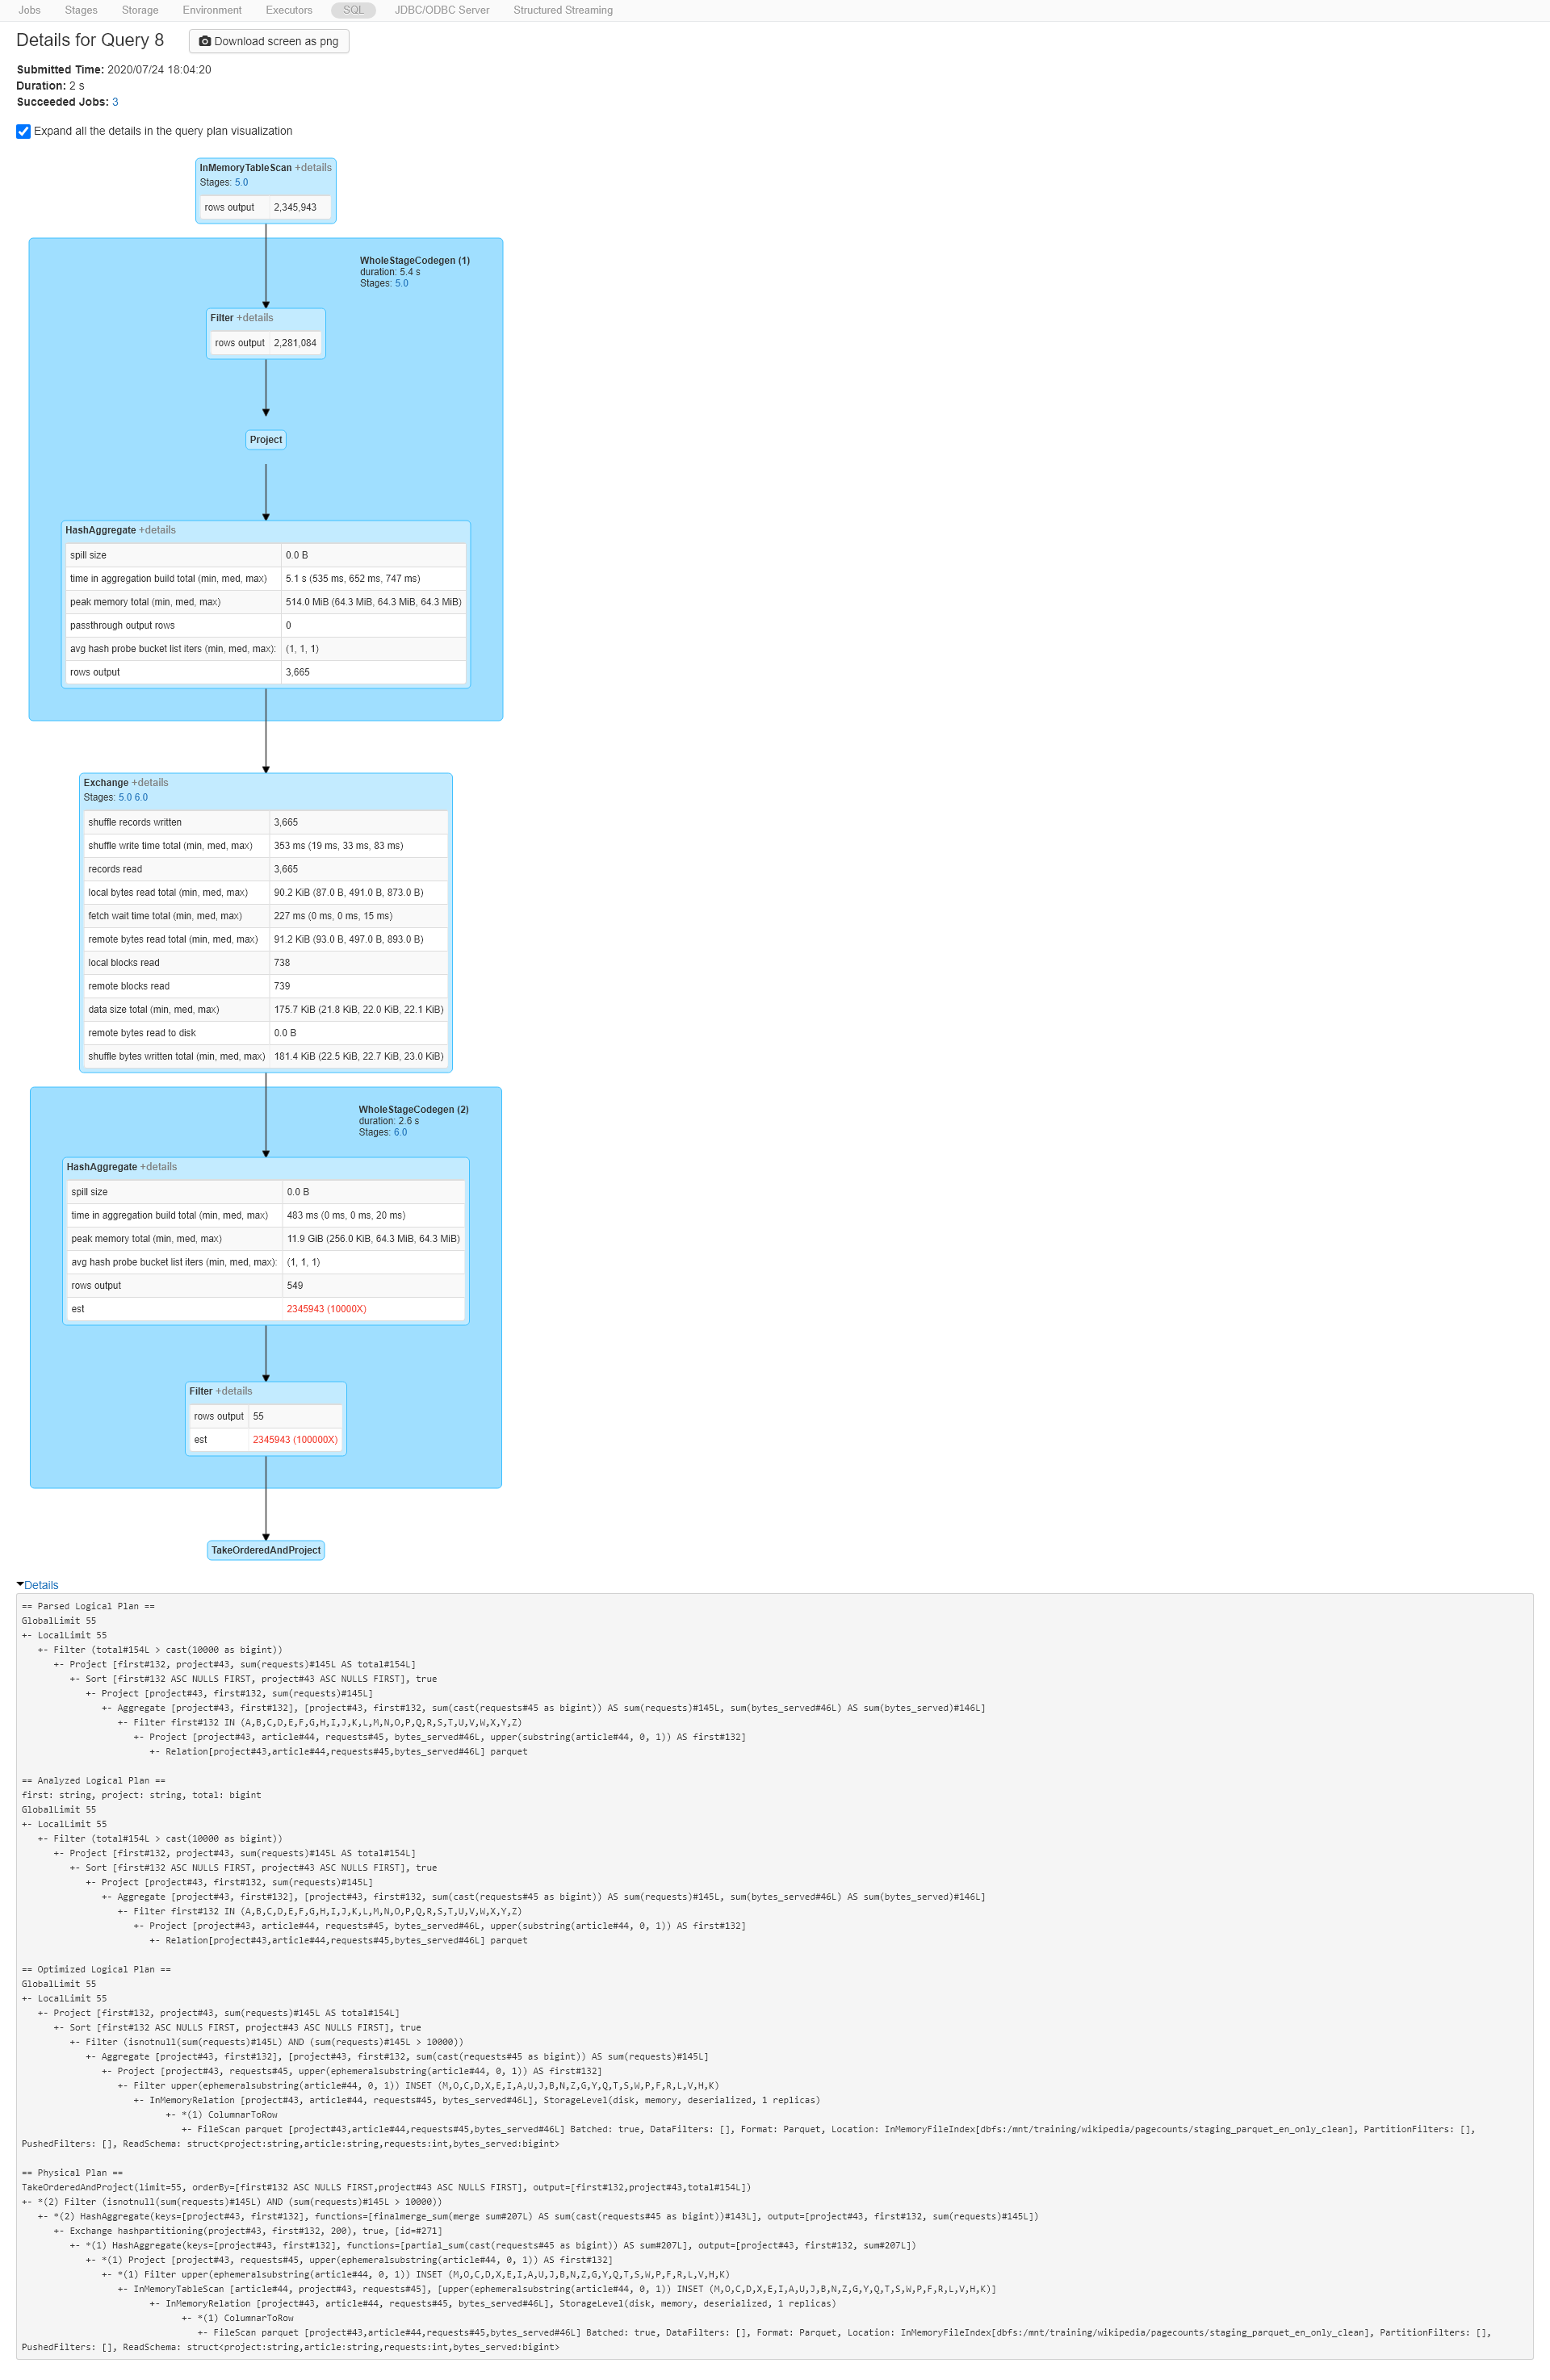 Jobs Stages Storage Environment Executors SQL JDBC/ODBC Server Structured Streaming
Details for Query 8 Download screen as png
Submitted Time: 2020/07/24 18:04:20
Duration: 2 s
Succeeded Jobs: 3
Expand all the details in the query plan visualization
InMemoryTableScan +details
Stages: 5.0
rows output 2,345,943
WholeStageCodegen (1)
duration: 5.4 s
Stages: 5.0
Filter +details
rows output 2,281,084
Project
HashAggregate +details
spill size 0.0 B
time in aggregation build total (min, med, max) 5.1 s (535 ms, 652 ms, 747 ms)
peak memory total (min, med, max) 514.0 MiB (64.3 MiB, 64.3 MiB, 64.3 MiB)
passthrough output rows 0
avg hash probe bucket list iters (min, med, max): (1, 1, 1)
rows output 3,665
Exchange +details
Stages: 5.0 6.0
shuffle records written 3,665
shuffle write time total (min, med, max) 353 ms (19 ms, 33 ms, 83 ms)
records read 3,665
local bytes read total (min, med, max) 90.2 KiB (87.0 B, 491.0 B, 873.0 B)
fetch wait time total (min, med, max) 227 ms (0 ms, 0 ms, 15 ms)
remote bytes read total (min, med, max) 91.2 KiB (93.0 B, 497.0 B, 893.0 B)
local blocks read 738
remote blocks read 739
data size total (min, med, max) 175.7 KiB (21.8 KiB, 22.0 KiB, 22.1 KiB)
remote bytes read to disk 0.0 B
shuffle bytes written total (min, med, max) 181.4 KiB (22.5 KiB, 22.7 KiB, 23.0 KiB)
WholeStageCodegen (2)
duration: 2.6 s
Stages: 6.0
HashAggregate +details
spill size 0.0 B
time in aggregation build total (min, med, max) 483 ms (0 ms, 0 ms, 20 ms)
peak memory total (min, med, max) 11.9 GiB (256.0 KiB, 64.3 MiB, 64.3 MiB)
avg hash probe bucket list iters (min, med, max): (1, 1, 1)
rows output 549
est 2345943 (10000X)
Filter +details
rows output 55
est 2345943 (100000X)
TakeOrderedAndProject
Details
== Parsed Logical Plan ==
GlobalLimit 55
+- LocalLimit 55
+- Filter (total#154L > cast(10000 as bigint))
+- Project [first#132, project#43, sum(requests)#145L AS total#154L]
+- Sort [first#132 ASC NULLS FIRST, project#43 ASC NULLS FIRST], true
+- Project [project#43, first#132, sum(requests)#145L]
+- Aggregate [project#43, first#132], [project#43, first#132, sum(cast(requests#45 as bigint)) AS sum(requests)#145L, sum(bytes_served#46L) AS sum(bytes_served)#146L]
+- Filter first#132 IN (A,B,C,D,E,F,G,H,I,J,K,L,M,N,O,P,Q,R,S,T,U,V,W,X,Y,Z)
+- Project [project#43, article#44, requests#45, bytes_served#46L, upper(substring(article#44, 0, 1)) AS first#132]
+- Relation[project#43,article#44,requests#45,bytes_served#46L] parquet
== Analyzed Logical Plan ==
first: string, project: string, total: bigint
GlobalLimit 55
+- LocalLimit 55
+- Filter (total#154L > cast(10000 as bigint))
+- Project [first#132, project#43, sum(requests)#145L AS total#154L]
+- Sort [first#132 ASC NULLS FIRST, project#43 ASC NULLS FIRST], true
+- Project [project#43, first#132, sum(requests)#145L]
+- Aggregate [project#43, first#132], [project#43, first#132, sum(cast(requests#45 as bigint)) AS sum(requests)#145L, sum(bytes_served#46L) AS sum(bytes_served)#146L]
+- Filter first#132 IN (A,B,C,D,E,F,G,H,I,J,K,L,M,N,O,P,Q,R,S,T,U,V,W,X,Y,Z)
+- Project [project#43, article#44, requests#45, bytes_served#46L, upper(substring(article#44, 0, 1)) AS first#132]
+- Relation[project#43,article#44,requests#45,bytes_served#46L] parquet
== Optimized Logical Plan ==
GlobalLimit 55
+- LocalLimit 55
+- Project [first#132, project#43, sum(requests)#145L AS total#154L]
+- Sort [first#132 ASC NULLS FIRST, project#43 ASC NULLS FIRST], true
+- Filter (isnotnull(sum(requests)#145L) AND (sum(requests)#145L > 10000))
+- Aggregate [project#43, first#132], [project#43, first#132, sum(cast(requests#45 as bigint)) AS sum(requests)#145L]
+- Project [project#43, requests#45, upper(ephemeralsubstring(article#44, 0, 1)) AS first#132]
+- Filter upper(ephemeralsubstring(article#44, 0, 1)) INSET (M,O,C,D,X,E,I,A,U,J,B,N,Z,G,Y,Q,T,S,W,P,F,R,L,V,H,K)
+- InMemoryRelation [project#43, article#44, requests#45, bytes_served#46L], StorageLevel(disk, memory, deserialized, 1 replicas)
+- *(1) ColumnarToRow
+- FileScan parquet [project#43,article#44,requests#45,bytes_served#46L] Batched: true, DataFilters: [], Format: Parquet, Location: InMemoryFileIndex[dbfs:/mnt/training/wikipedia/pagecounts/staging_parquet_en_only_clean], PartitionFilters: [],
PushedFilters: [], ReadSchema: struct<project:string,article:string,requests:int,bytes_served:bigint>
== Physical Plan ==
TakeOrderedAndProject(limit=55, orderBy=[first#132 ASC NULLS FIRST,project#43 ASC NULLS FIRST], output=[first#132,project#43,total#154L])
+- *(2) Filter (isnotnull(sum(requests)#145L) AND (sum(requests)#145L > 10000))
+- *(2) HashAggregate(keys=[project#43, first#132], functions=[finalmerge_sum(merge sum#207L) AS sum(cast(requests#45 as bigint))#143L], output=[project#43, first#132, sum(requests)#145L])
+- Exchange hashpartitioning(project#43, first#132, 200), true, [id=#271]
+- *(1) HashAggregate(keys=[project#43, first#132], functions=[partial_sum(cast(requests#45 as bigint)) AS sum#207L], output=[project#43, first#132, sum#207L])
+- *(1) Project [project#43, requests#45, upper(ephemeralsubstring(article#44, 0, 1)) AS first#132]
+- *(1) Filter upper(ephemeralsubstring(article#44, 0, 1)) INSET (M,O,C,D,X,E,I,A,U,J,B,N,Z,G,Y,Q,T,S,W,P,F,R,L,V,H,K)
+- InMemoryTableScan [article#44, project#43, requests#45], [upper(ephemeralsubstring(article#44, 0, 1)) INSET (M,O,C,D,X,E,I,A,U,J,B,N,Z,G,Y,Q,T,S,W,P,F,R,L,V,H,K)]
+- InMemoryRelation [project#43, article#44, requests#45, bytes_served#46L], StorageLevel(disk, memory, deserialized, 1 replicas)
+- *(1) ColumnarToRow
+- FileScan parquet [project#43,article#44,requests#45,bytes_served#46L] Batched: true, DataFilters: [], Format: Parquet, Location: InMemoryFileIndex[dbfs:/mnt/training/wikipedia/pagecounts/staging_parquet_en_only_clean], PartitionFilters: [],
PushedFilters: [], ReadSchema: struct<project:string,article:string,requests:int,bytes_served:bigint>